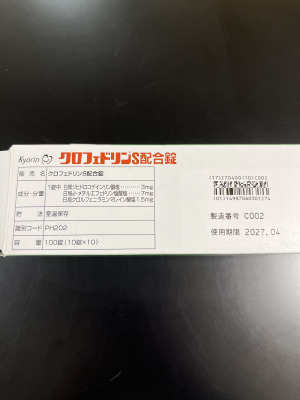 Kyorin クロフェドリンS配合錠
販売名 クロフェドリンS配合錠
成分・分量 1錠中 日局ジヒドロコデインリン酸塩………3mg
日局dl-メチルエフェドリン塩酸塩………7mg
日局クロルフェニラミンマレイン酸塩 1.5mg
貯法 室温保存
識別コード PH202
容量 100錠(10錠×10)
(17)270400(10)C002
(01)14987060301274
製造番号 C002
使用期限 2027.04